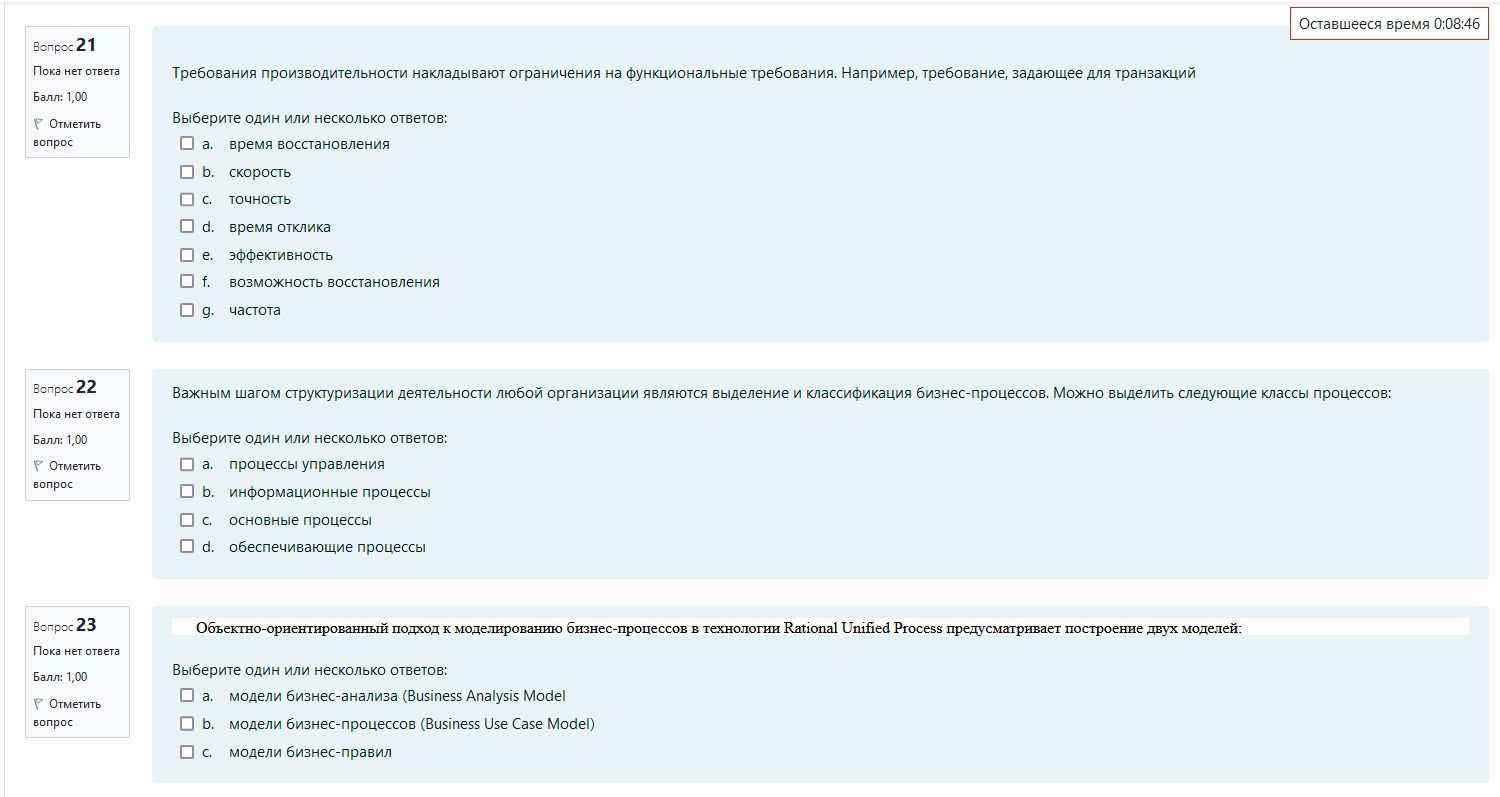 Оставшееся время 0:08:46
Вопрос 21
Пока нет ответа
Балл: 1,00
Отметить
вопрос
Требования производительности накладывают ограничения на функциональные требования. Например, требование, задающее для транзакций
Выберите один или несколько ответов:
a. время восстановления
b. скорость
c. точность
d. время отклика
e. эффективность
f. возможность восстановления
g. частота
Вопрос 22
Пока нет ответа
Балл: 1,00
Отметить
вопрос
Важным шагом структуризации деятельности любой организации являются выделение и классификация бизнес-процессов. Можно выделить следующие классы процессов:
Выберите один или несколько ответов:
a. процессы управления
b. информационные процессы
c. основные процессы
d. обеспечивающие процессы
Вопрос 23
Пока нет ответа
Балл: 1,00
Отметить
вопрос
Объектно-ориентированный подход к моделированию бизнес-процессов в технологии Rational Unified Process предусматривает построение двух моделей:
Выберите один или несколько ответов:
a. модели бизнес-анализа (Business Analysis Model
b. модели бизнес-процессов (Business Use Case Model)
c. модели бизнес-правил